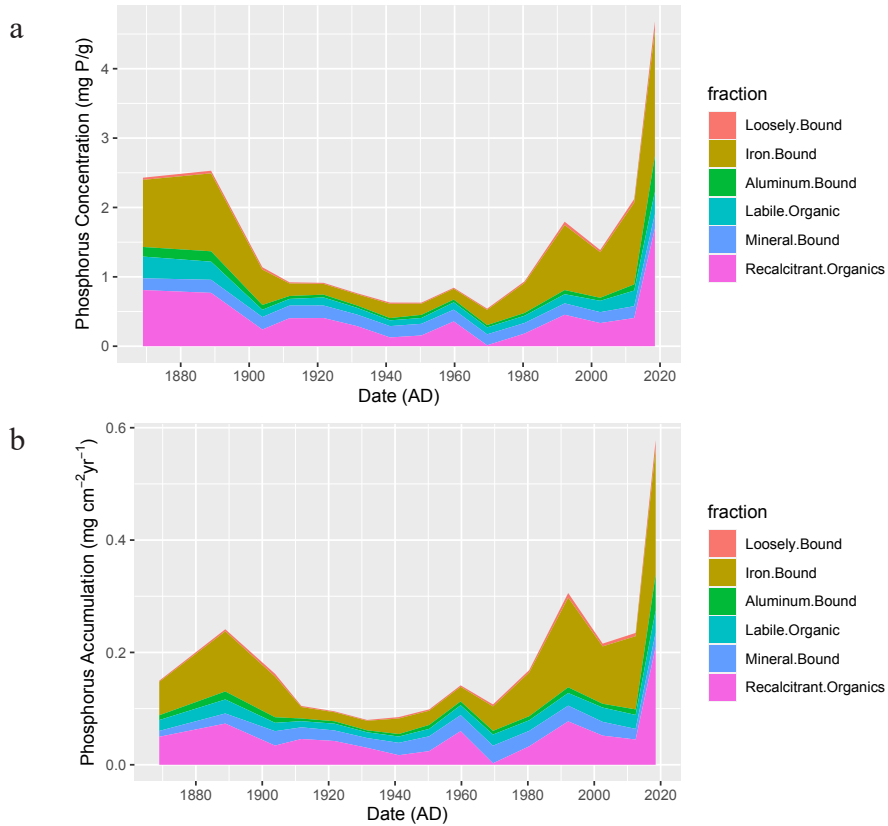 a
Phosphorus Concentration (mg P/g)
4
3
2
1
0
1880 1900 1920 1940 1960 1980 2000 2020
Date (AD)
fraction
Loosely.Bound
Iron.Bound
Aluminum.Bound
Labile.Organic
Mineral.Bound
Recalcitrant.Organics
b
Phosphorus Accumulation (mg cm⁻²yr⁻¹)
0.6
0.4
0.2
0.0
1880 1900 1920 1940 1960 1980 2000 2020
Date (AD)
fraction
Loosely.Bound
Iron.Bound
Aluminum.Bound
Labile.Organic
Mineral.Bound
Recalcitrant.Organics